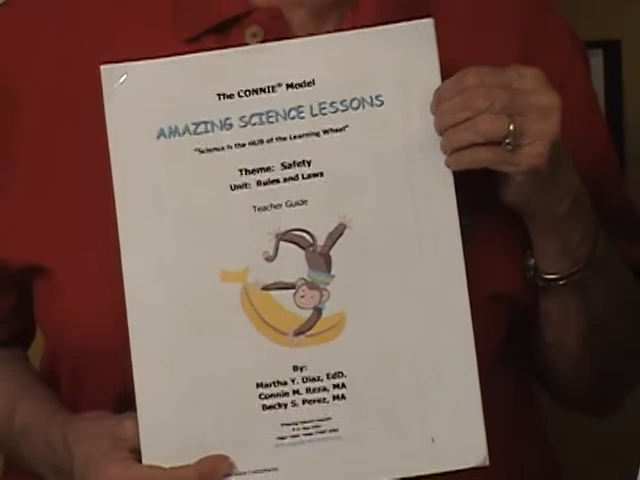 The CONNIE® Model
AMAZING SCIENCE LESSONS
"Science is the HUB of the Learning Wheel"
Theme: Safety
Unit: Rules and Laws
Teacher Guide
By:
Martha Y. Diaz, EdD.
Connie M. Reza, MA
Becky S. Perez, MA